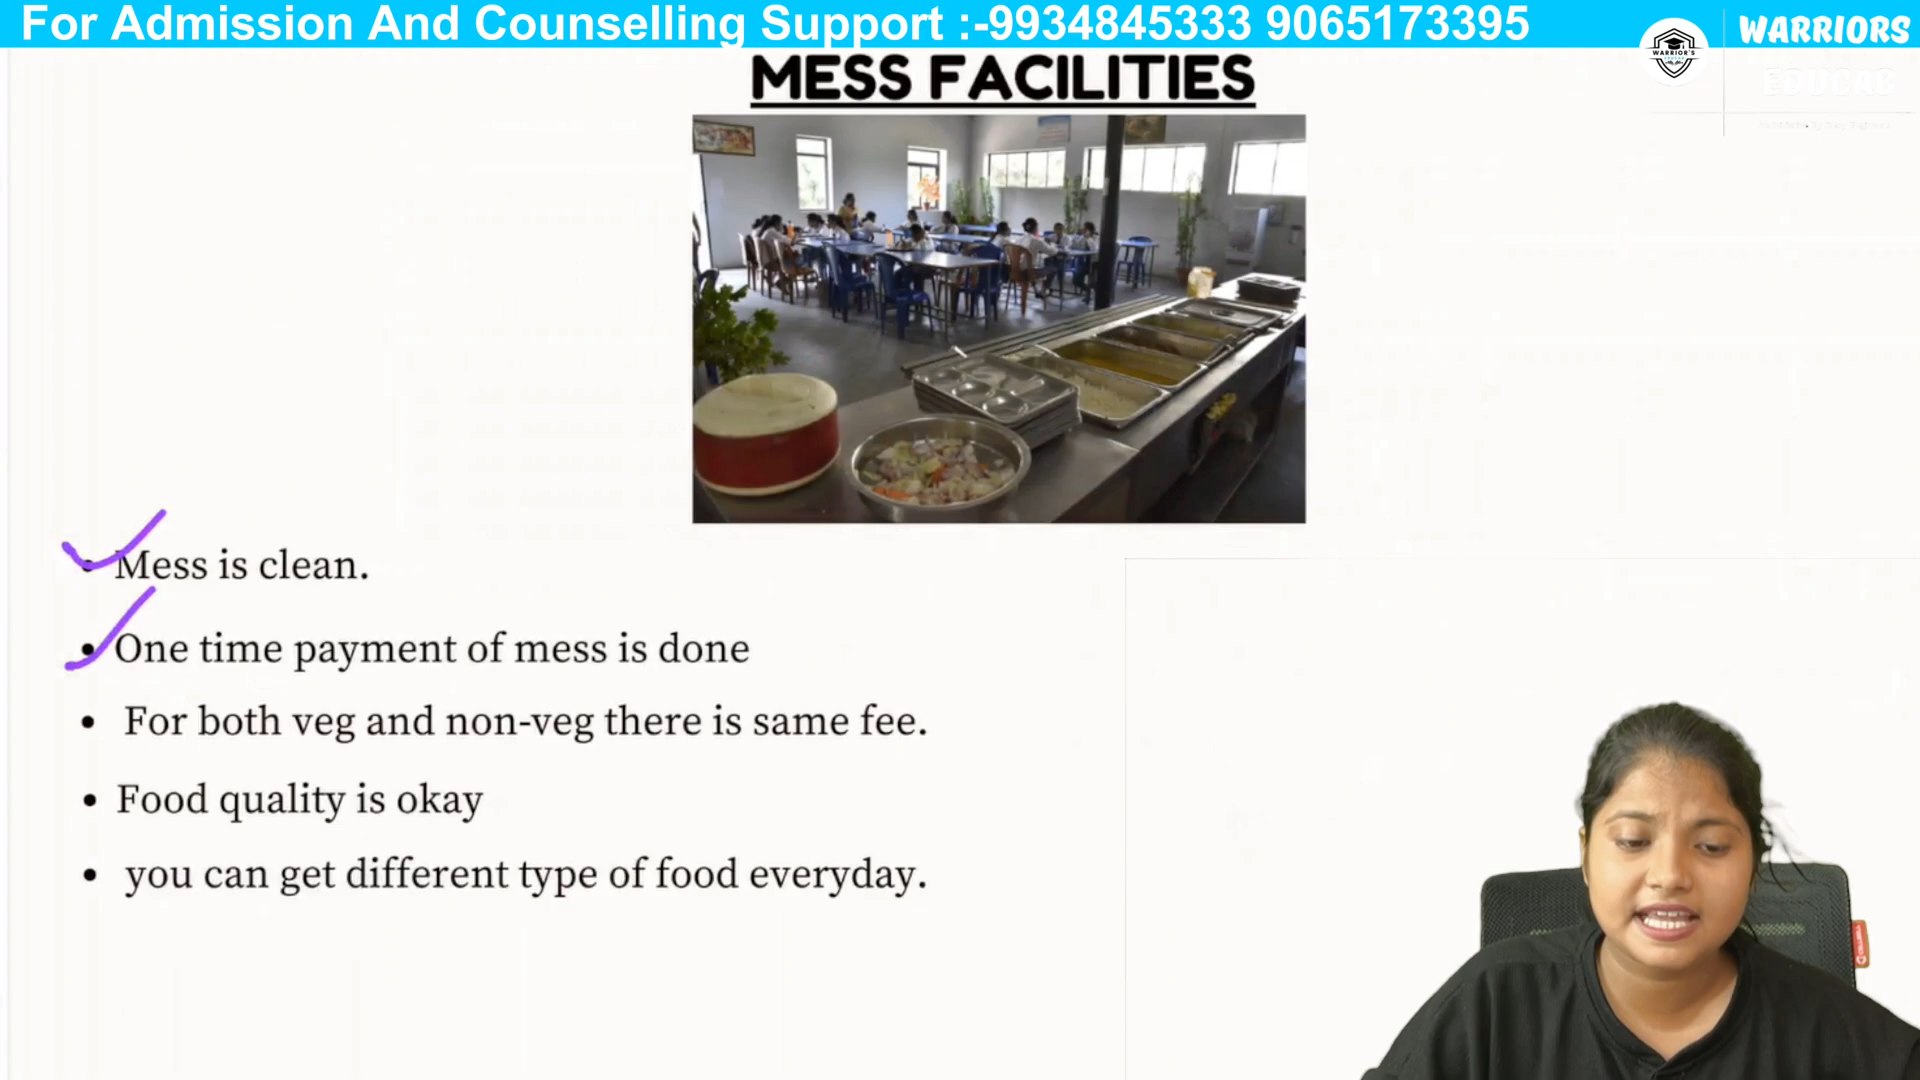 For Admission And Counselling Support :-9934845333 9065173395
WARRIORS
WARRIOR'S
EDUCAB
MESS FACILITIES
• Mess is clean.
• One time payment of mess is done
• For both veg and non-veg there is same fee.
• Food quality is okay
• you can get different type of food everyday.